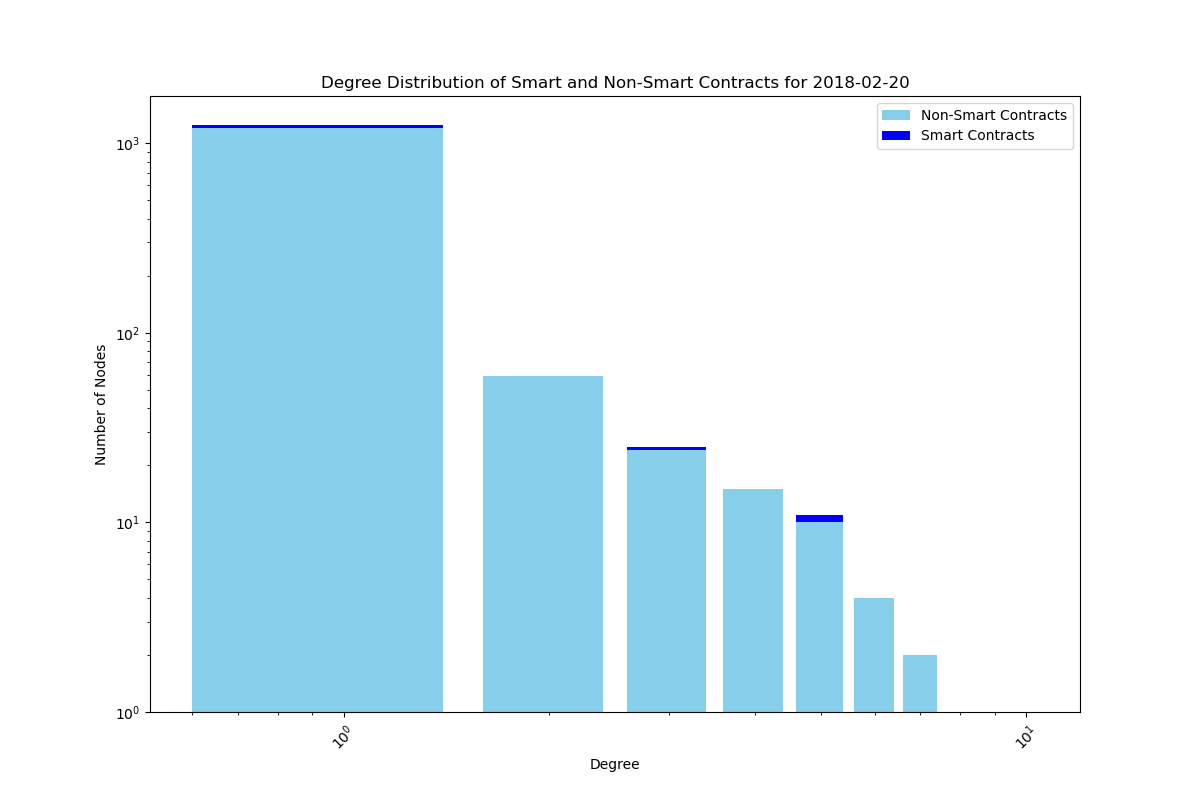 Degree Distribution of Smart and Non-Smart Contracts for 2018-02-20
Non-Smart Contracts
Smart Contracts
Number of Nodes
10³
10²
10¹
10⁰
10⁰
10¹
Degree